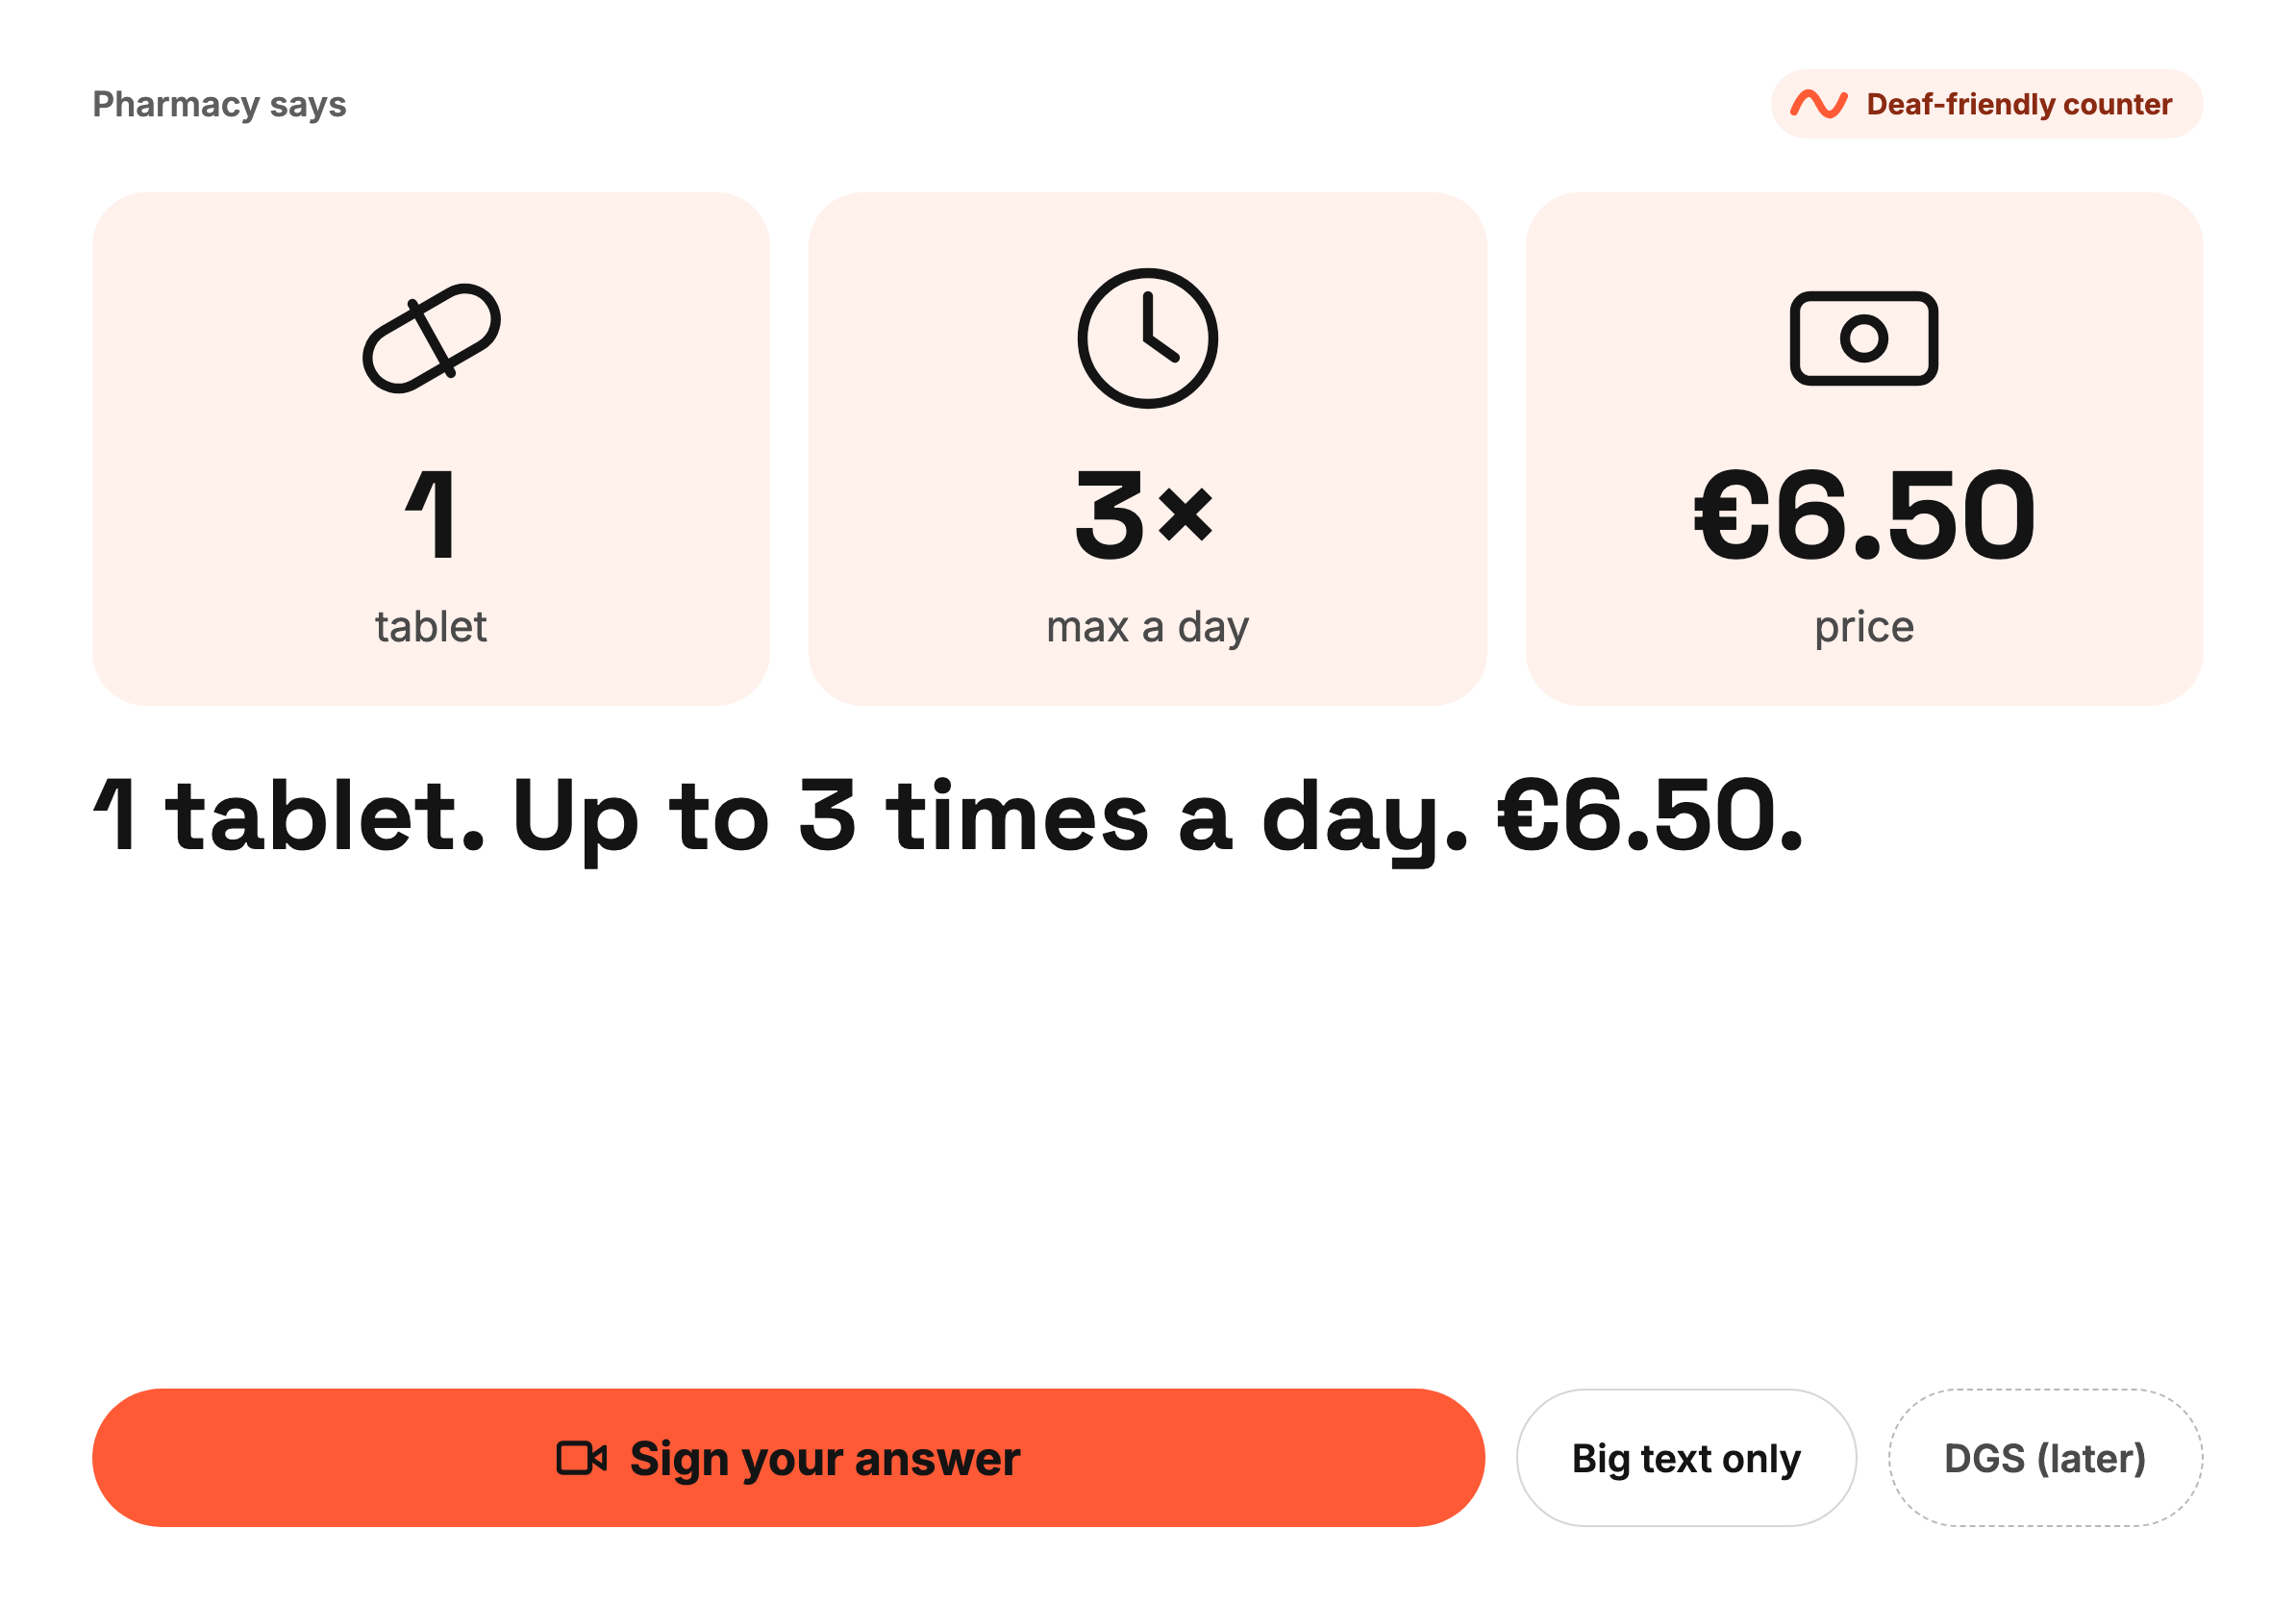 Pharmacy says
Deaf-friendly counter
1
tablet
3×
max a day
€6.50
price
1 tablet. Up to 3 times a day. €6.50.
Sign your answer
Big text only
DGS (later)